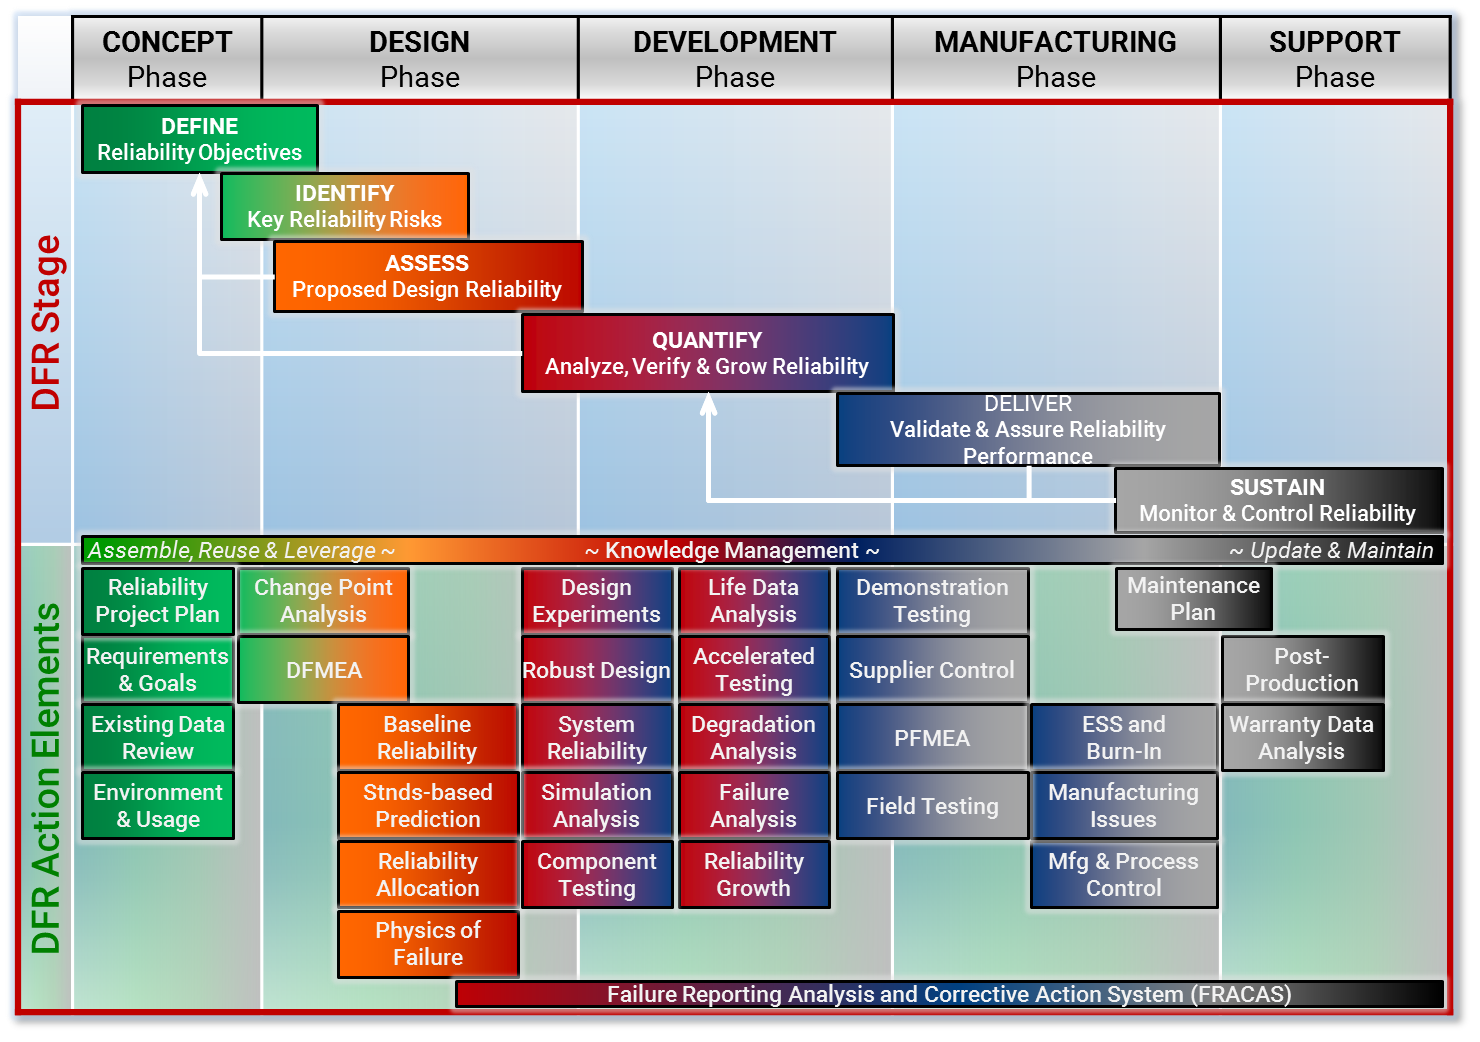 CONCEPT
Phase
DESIGN
Phase
DEVELOPMENT
Phase
MANUFACTURING
Phase
SUPPORT
Phase
DFR Stage
DEFINE
Reliability Objectives
IDENTIFY
Key Reliability Risks
ASSESS
Proposed Design Reliability
QUANTIFY
Analyze, Verify & Grow Reliability
DELIVER
Validate & Assure Reliability
Performance
SUSTAIN
Monitor & Control Reliability
Assemble, Reuse & Leverage ~
~ Knowledge Management ~
~ Update & Maintain
DFR Action Elements
Reliability
Project Plan
Requirements
& Goals
Existing Data
Review
Environment
& Usage
Change Point
Analysis
DFMEA
Baseline
Reliability
Stnds-based
Prediction
Reliability
Allocation
Physics of
Failure
Design
Experiments
Robust Design
System
Reliability
Simulation
Analysis
Component
Testing
Life Data
Analysis
Accelerated
Testing
Degradation
Analysis
Failure
Analysis
Reliability
Growth
Demonstration
Testing
Supplier Control
PFMEA
Field Testing
ESS and
Burn-In
Manufacturing
Issues
Mfg & Process
Control
Maintenance
Plan
Post-
Production
Warranty Data
Analysis
Failure Reporting Analysis and Corrective Action System (FRACAS)